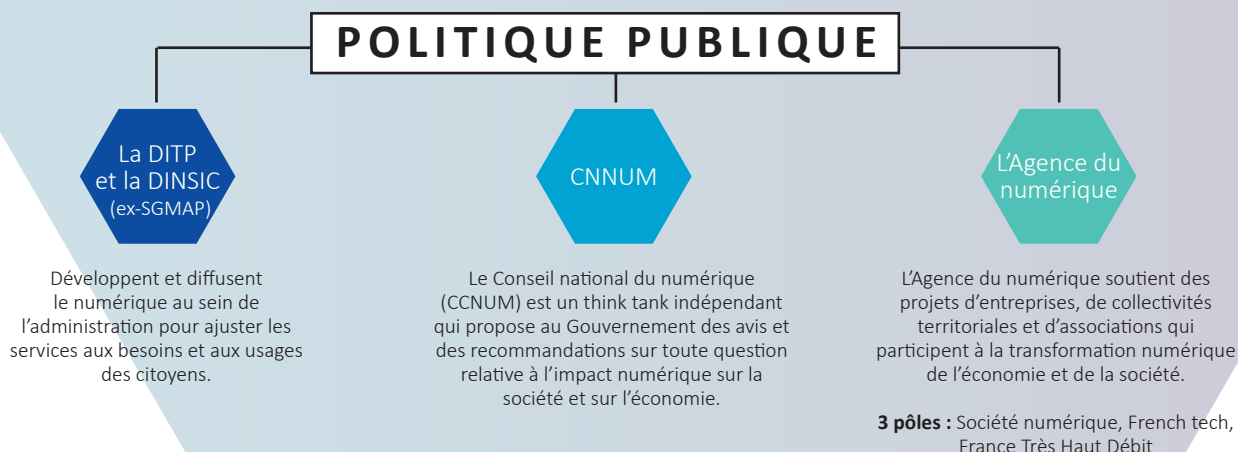 POLITIQUE PUBLIQUE
La DITP
et la DINSIC
(ex-SGMAP)
Développent et diffusent
le numérique au sein de
l'administration pour ajuster les
services aux besoins et aux usages
des citoyens.
CNNUM
Le Conseil national du numérique
(CCNUM) est un think tank indépendant
qui propose au Gouvernement des avis et
des recommandations sur toute question
relative à l'impact numérique sur la
société et sur l'économie.
L'Agence du
numérique
L'Agence du numérique soutient des
projets d'entreprises, de collectivités
territoriales et d'associations qui
participent à la transformation numérique
de l'économie et de la société.
3 pôles : Société numérique, French tech,
France Très Haut Débit